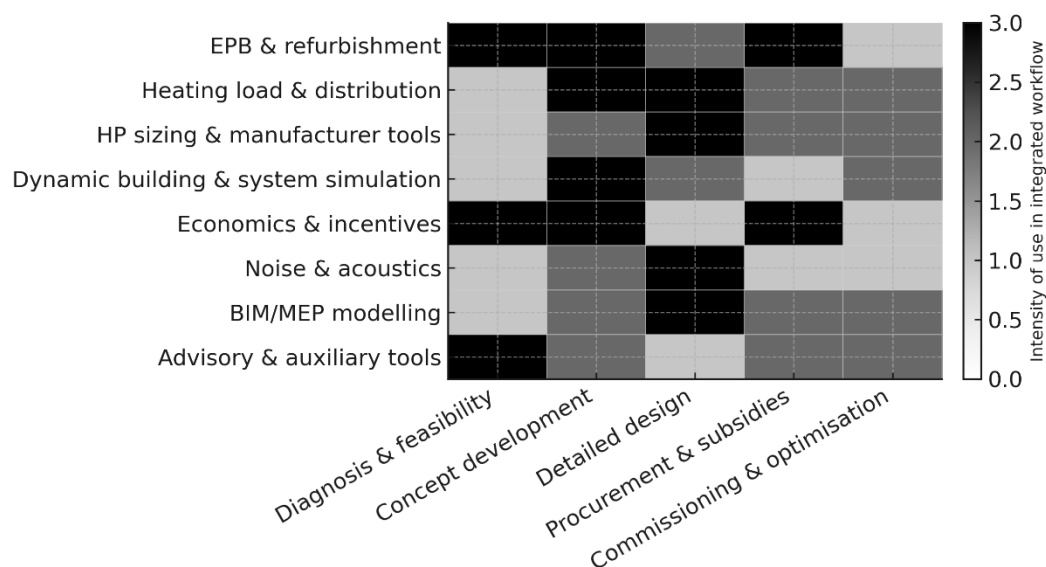 EPB & refurbishment
Heating load & distribution
HP sizing & manufacturer tools
Dynamic building & system simulation
Economics & incentives
Noise & acoustics
BIM/MEP modelling
Advisory & auxiliary tools
Diagnosis & feasibility
Concept development
Detailed design
Procurement & subsidies
Commissioning & optimisation
3.0
2.5
2.0
1.5
1.0
0.5
0.0
Intensity of use in integrated workflow